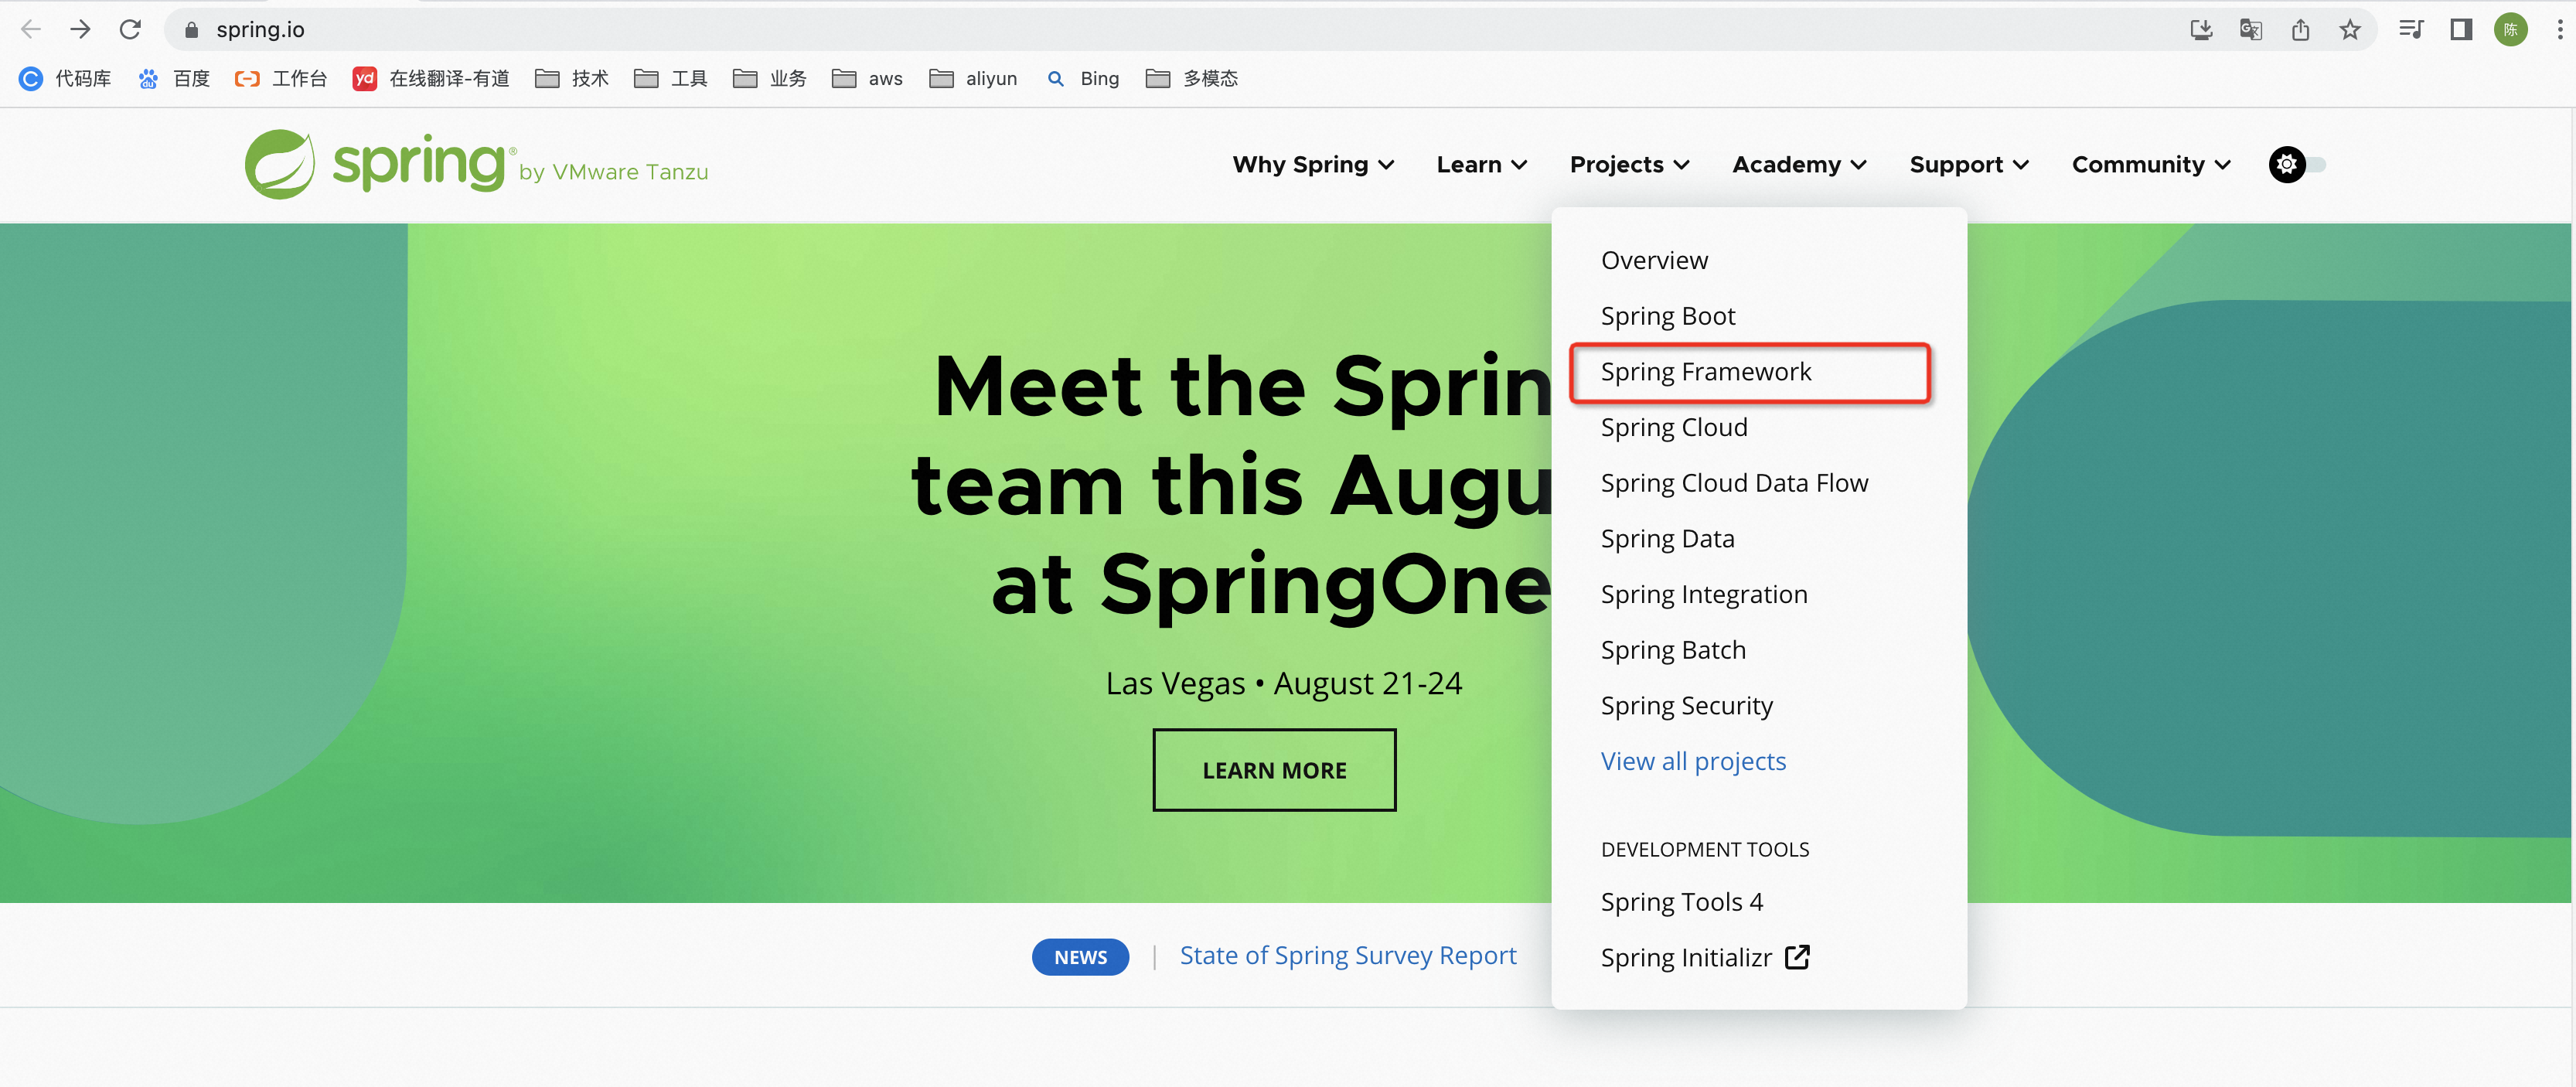 spring.io
陈
代码库 百度 工作台 yd 在线翻译-有道 技术 工具 业务 aws aliyun Bing 多模态
spring® by VMware Tanzu
Why Spring Learn Projects Academy Support Community
Overview
Spring Boot
Spring Framework
Spring Cloud
Spring Cloud Data Flow
Spring Data
Spring Integration
Spring Batch
Spring Security
View all projects
DEVELOPMENT TOOLS
Spring Tools 4
Spring Initializr
Meet the Sprin
team this Augu
at SpringOne
Las Vegas • August 21-24
LEARN MORE
NEWS | State of Spring Survey Report